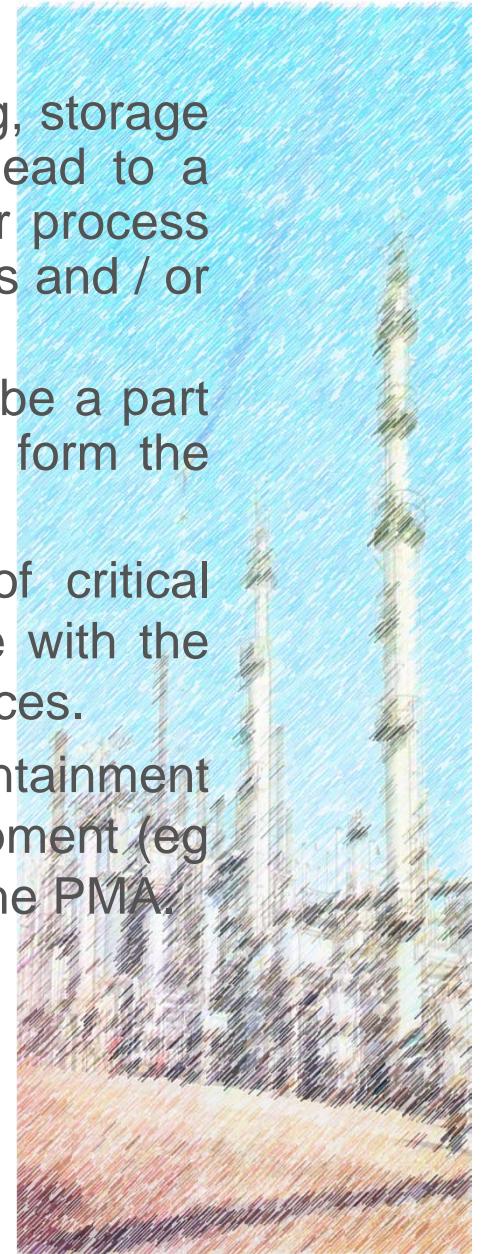 g, storage
ead to a
r process
s and / or
be a part
form the
of critical
e with the
ces.
ntainment
oment (eg
he PMA.